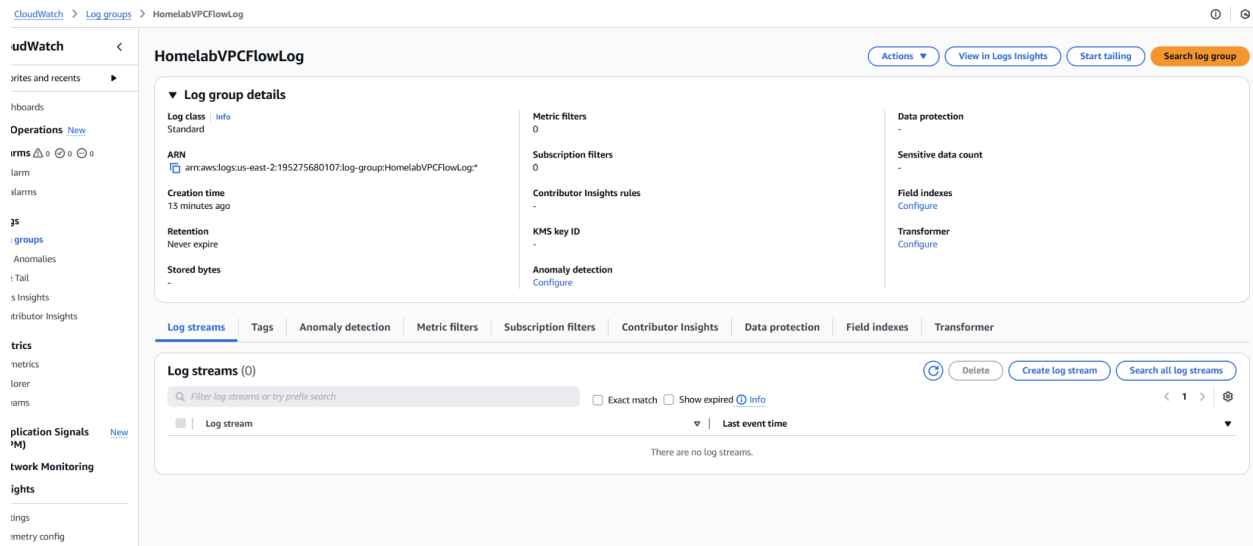 CloudWatch > Log groups > HomelabVPCFlowLog
udWatch
HomelabVPCFlowLog
Actions View in Logs Insights Start tailing Search log group
orites and recents
Log group details
hboards
Operations New
rms 0 0 0
larm
alarms
gs
groups
Anomalies
Tail
s Insights
ntributor Insights
trics
metrics
lorer
eams
plication Signals New
PM)
twork Monitoring
ights
tings
emetry config
Log class Info
Standard
ARN
arn:aws:logs:us-east-2:195275680107:log-group:HomelabVPCFlowLog:*
Creation time
13 minutes ago
Retention
Never expire
Stored bytes
-
Metric filters
0
Subscription filters
0
Contributor Insights rules
-
KMS key ID
-
Anomaly detection
Configure
Data protection
-
Sensitive data count
-
Field indexes
Configure
Transformer
Configure
Log streams Tags Anomaly detection Metric filters Subscription filters Contributor Insights Data protection Field indexes Transformer
Log streams (0)
Delete Create log stream Search all log streams
Filter log streams or try prefix search
Exact match Show expired Info
< 1 >
Log stream Last event time
There are no log streams.